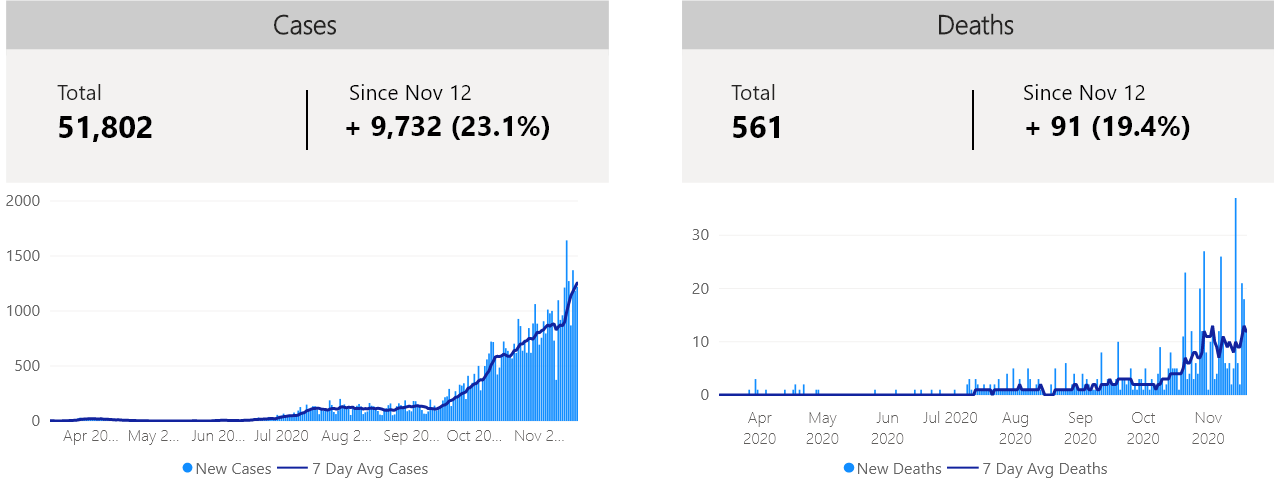 Cases
Total
Since Nov 12
51,802
+ 9,732 (23.1%)
2000
1500
1000
500
0
Apr 20...
May 2...
Jun 20...
Jul 2020
Aug 2...
Sep 20...
Oct 20...
Nov 2...
New Cases
7 Day Avg Cases
Deaths
Total
Since Nov 12
561
+ 91 (19.4%)
30
20
10
0
Apr
2020
May
2020
Jun
2020
Jul 2020
Aug
2020
Sep
2020
Oct
2020
Nov
2020
New Deaths
7 Day Avg Deaths